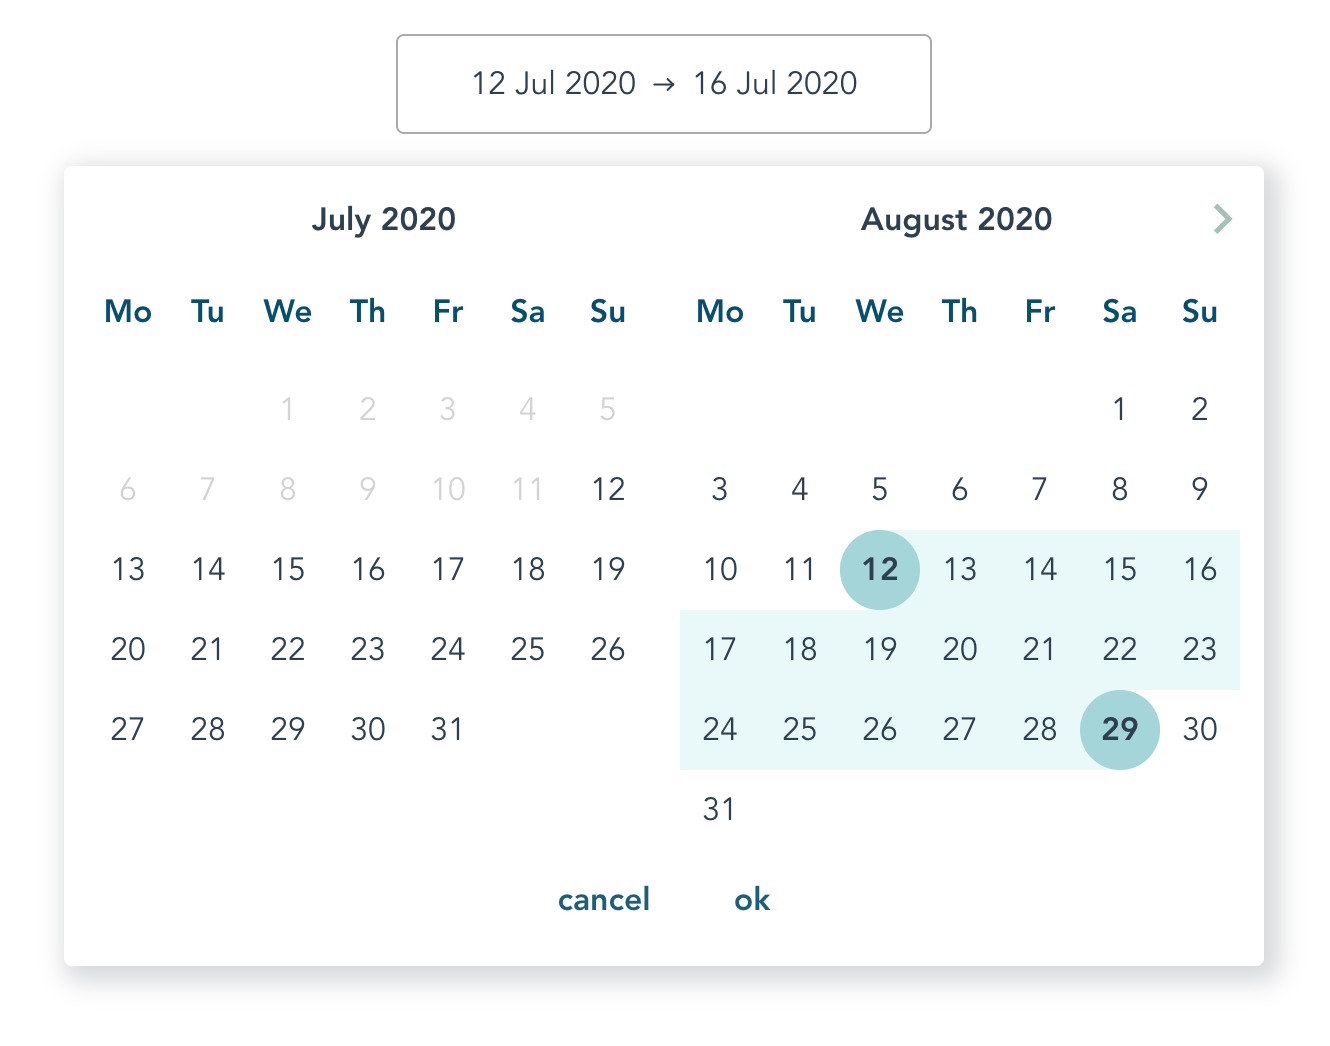 12 Jul 2020 → 16 Jul 2020
July 2020
Mo Tu We Th Fr Sa Su
1 2 3 4 5
6 7 8 9 10 11 12
13 14 15 16 17 18 19
20 21 22 23 24 25 26
27 28 29 30 31
August 2020
Mo Tu We Th Fr Sa Su
1 2
3 4 5 6 7 8 9
10 11 12 13 14 15 16
17 18 19 20 21 22 23
24 25 26 27 28 29 30
31
cancel ok